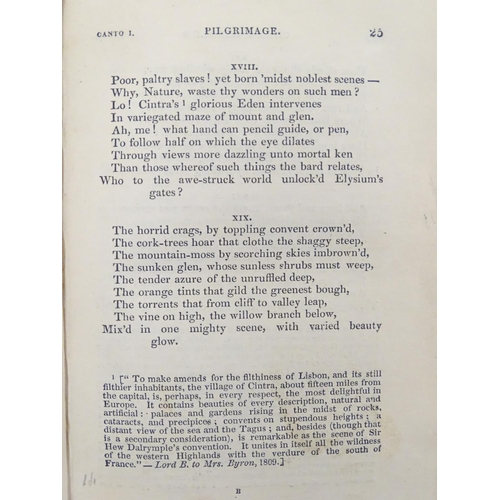 CANTO I. PILGRIMAGE. 25
XVIII.
Poor, paltry slaves! yet born 'midst noblest scenes —
Why, Nature, waste thy wonders on such men?
Lo! Cintra's 1 glorious Eden intervenes
In variegated maze of mount and glen.
Ah, me! what hand can pencil guide, or pen,
To follow half on which the eye dilates
Through views more dazzling unto mortal ken
Than those whereof such things the bard relates,
Who to the awe-struck world unlock'd Elysium's
gates?
XIX.
The horrid crags, by toppling convent crown'd,
The cork-trees hoar that clothe the shaggy steep,
The mountain-moss by scorching skies imbrown'd,
The sunken glen, whose sunless shrubs must weep,
The tender azure of the unruffled deep,
The orange tints that gild the greenest bough,
The torrents that from cliff to valley leap,
The vine on high, the willow branch below,
Mix'd in one mighty scene, with varied beauty
glow.
1 ["To make amends for the filthiness of Lisbon, and its still
filthier inhabitants, the village of Cintra, about fifteen miles from
the capital, is, perhaps, in every respect, the most delightful in
Europe. It contains beauties of every description, natural and
artificial: palaces and gardens rising in the midst of rocks,
cataracts, and precipices; convents on stupendous heights; a
distant view of the sea and the Tagus; and, besides (though that
is a secondary consideration), is remarkable as the scene of Sir
Hew Dalrymple's convention. It unites in itself all the wildness
of the western Highlands with the verdure of the south of
France."—Lord B. to Mrs. Byron, 1809.]
B